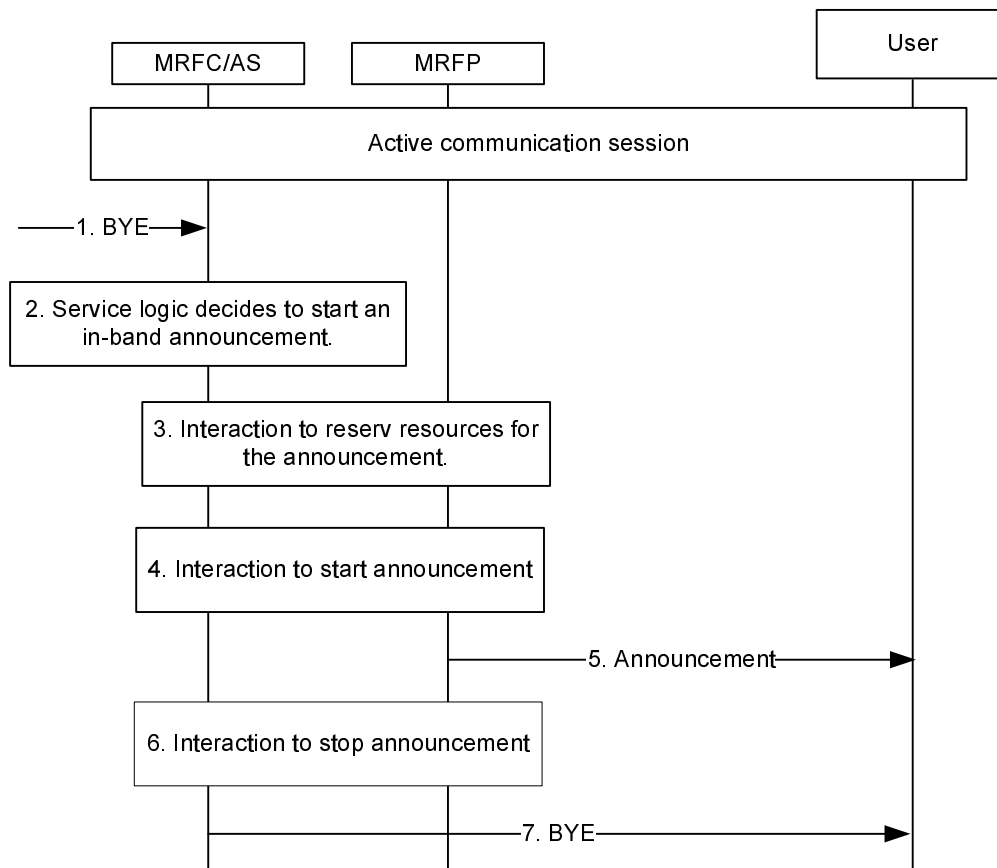 User
MRFC/AS
MRFP
Active communication session
1. BYE
2. Service logic decides to start an
in-band announcement.
3. Interaction to reserv resources for
the announcement.
4. Interaction to start announcement
5. Announcement
6. Interaction to stop announcement
7. BYE